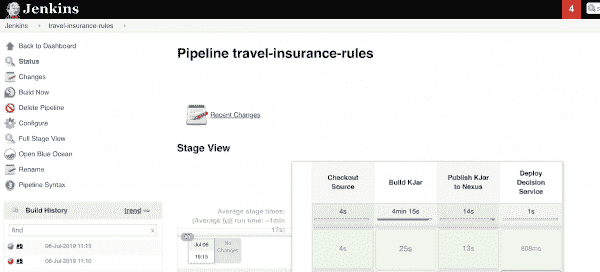 Jenkins
4
Jenkins
travel-insurance-rules
Back to Dashboard
Status
Changes
Build Now
Delete Pipeline
Configure
Full Stage View
Open Blue Ocean
Rename
Pipeline Syntax
Build History
trend
find
x
06-Jul-2019 11:15
06-Jul-2019 11:10
Pipeline travel-insurance-rules
Recent Changes
Stage View
Average stage times:
(Average full run time: ~1min
17s)
Jul 06
19:15
No
Changes
Checkout
Source
Build KJar
Publish KJar
to Nexus
Deploy
Decision
Service
4s
4min 15s
14s
1s
4s
25s
13s